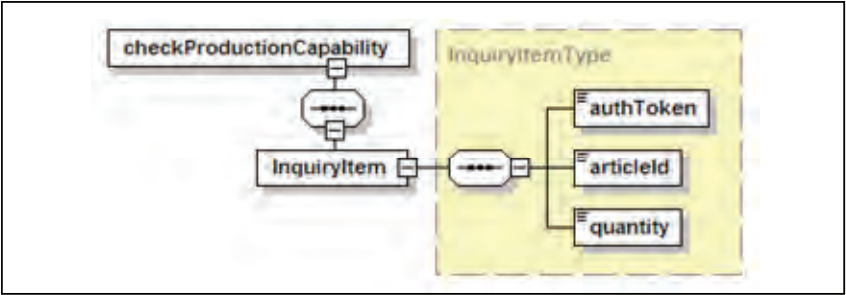 checkProductionCapability
InquiryItemType
authToken
InquiryItem
articleId
quantity